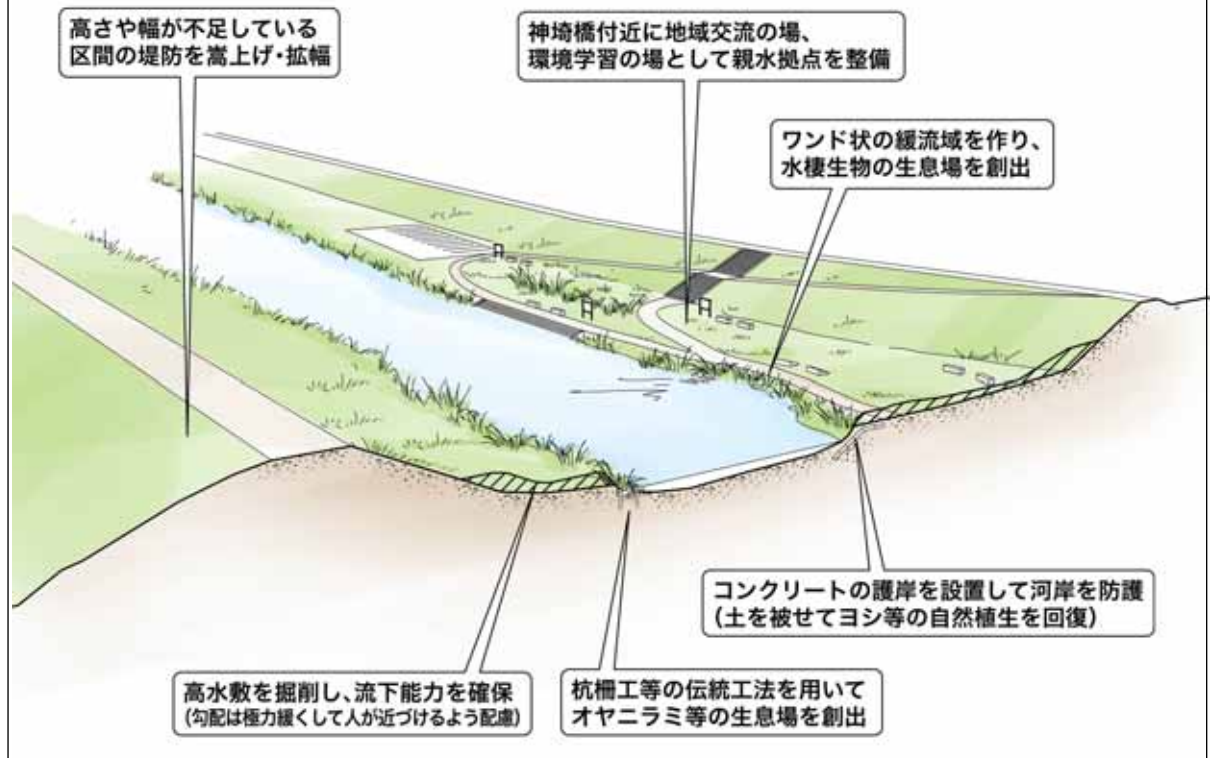 高さや幅が不足している
区間の堤防を嵩上げ・拡幅
神埼橋付近に地域交流の場、
環境学習の場として親水拠点を整備
ワンド状の緩流域を作り、
水棲生物の生息場を創出
コンクリートの護岸を設置して河岸を防護
(土を被せてヨシ等の自然植生を回復)
高水敷を掘削し、流下能力を確保
(勾配は極力緩くして人が近づけるよう配慮)
杭柵工等の伝統工法を用いて
オヤニラミ等の生息場を創出